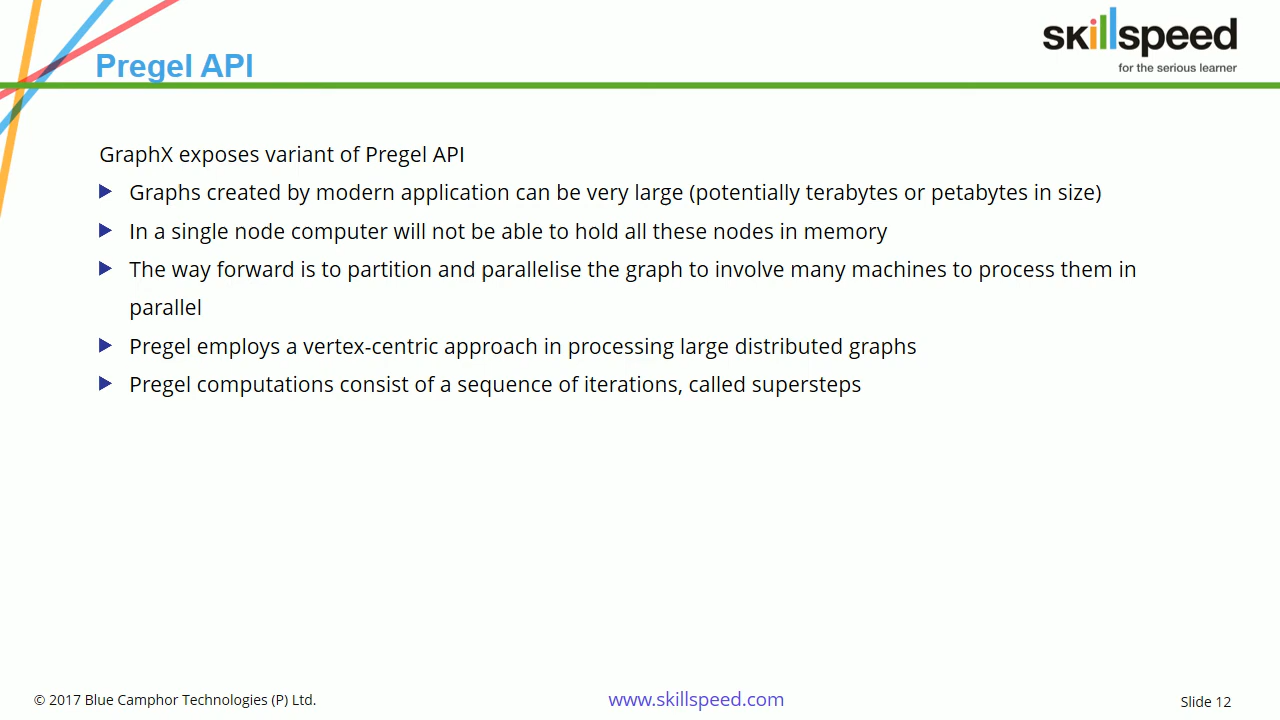 Pregel API
skillspeed
for the serious learner
GraphX exposes variant of Pregel API
Graphs created by modern application can be very large (potentially terabytes or petabytes in size)
In a single node computer will not be able to hold all these nodes in memory
The way forward is to partition and parallelise the graph to involve many machines to process them in
parallel
Pregel employs a vertex-centric approach in processing large distributed graphs
Pregel computations consist of a sequence of iterations, called supersteps
© 2017 Blue Camphor Technologies (P) Ltd.
www.skillspeed.com
Slide 12